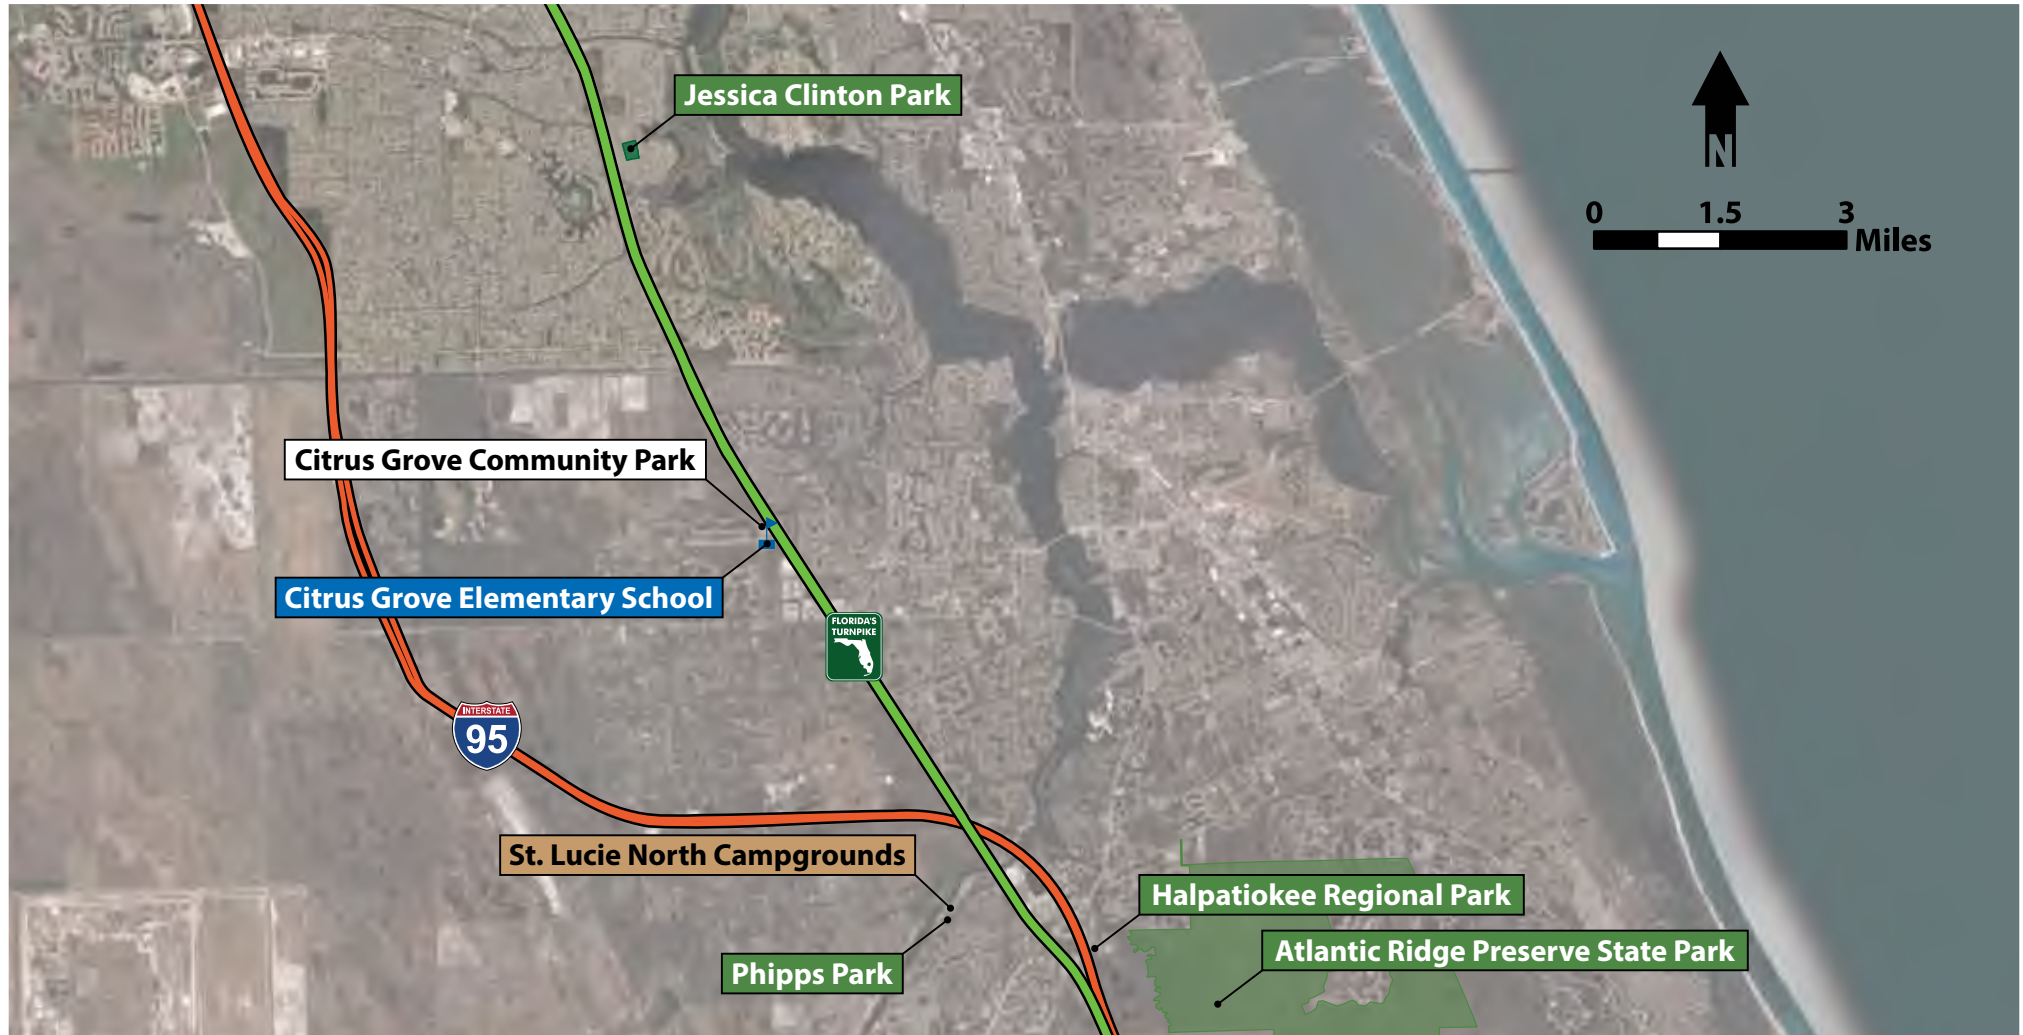 Jessica Clinton Park
N
0 1.5 3
Miles
Citrus Grove Community Park
Citrus Grove Elementary School
FLORIDA'S
TURNPIKE
INTERSTATE
95
St. Lucie North Campgrounds
Halpatiokee Regional Park
Atlantic Ridge Preserve State Park
Phipps Park